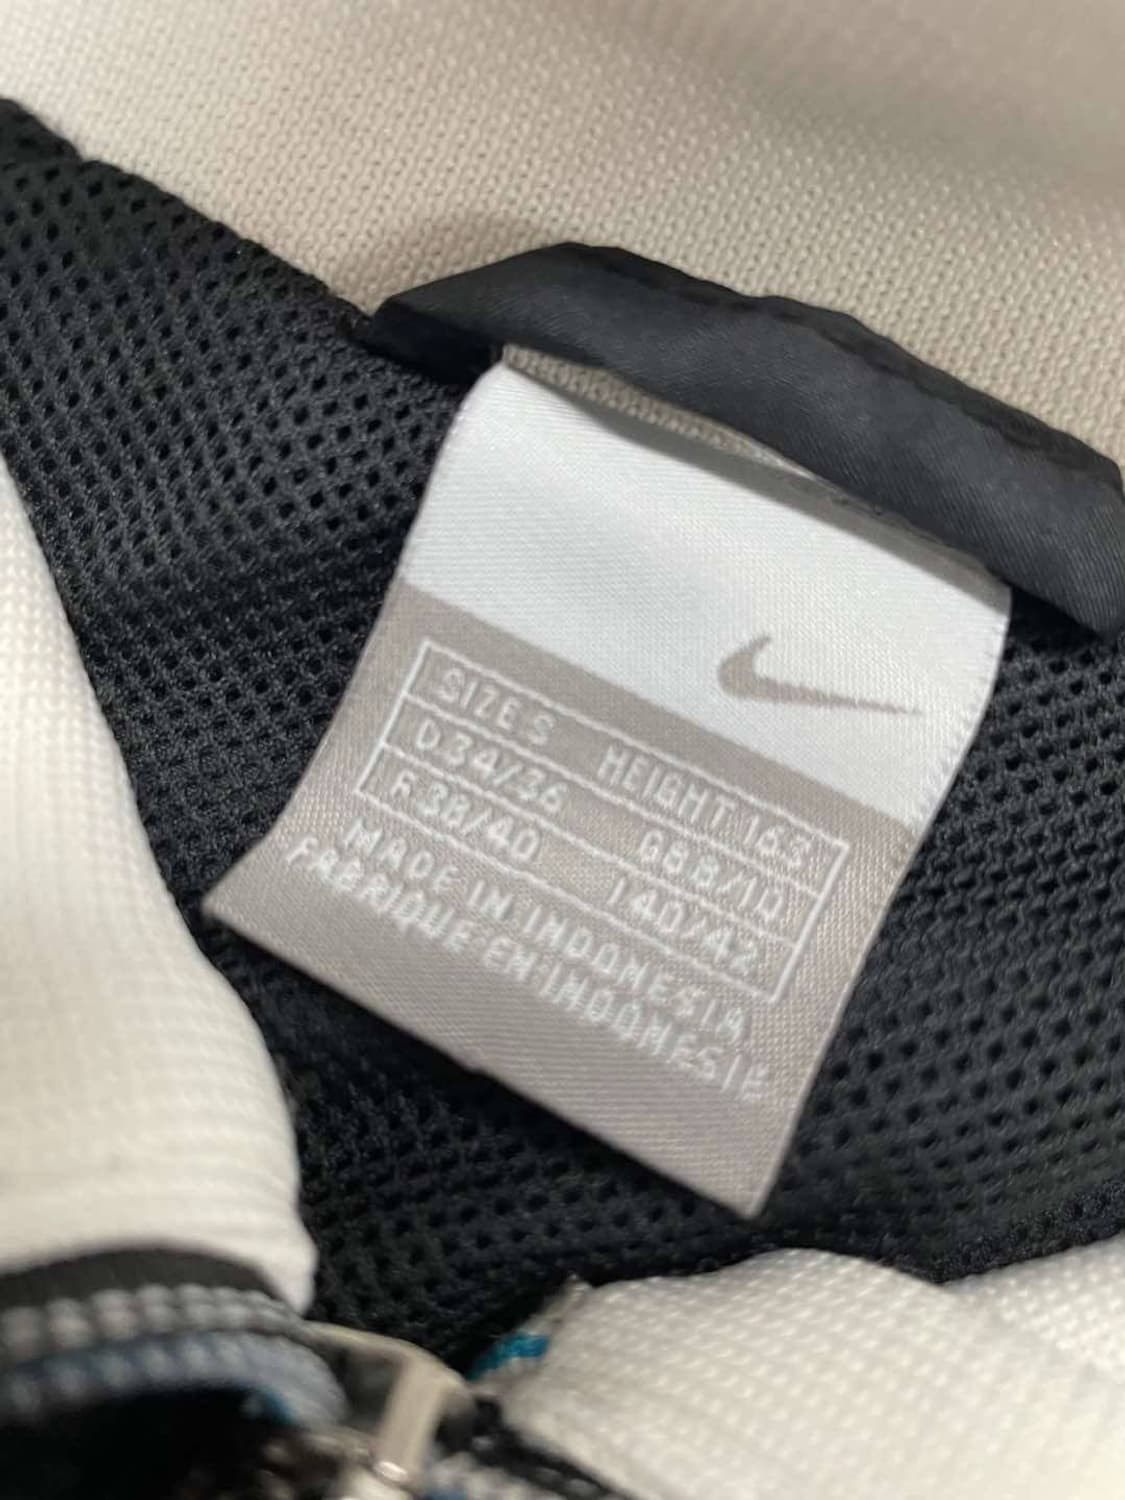 SIZE S HEIGHT 163
D 34/36 GB 8/10
F 38/40 I 40/42
MADE IN INDONESIA
FABRIQUE EN INDONESIE